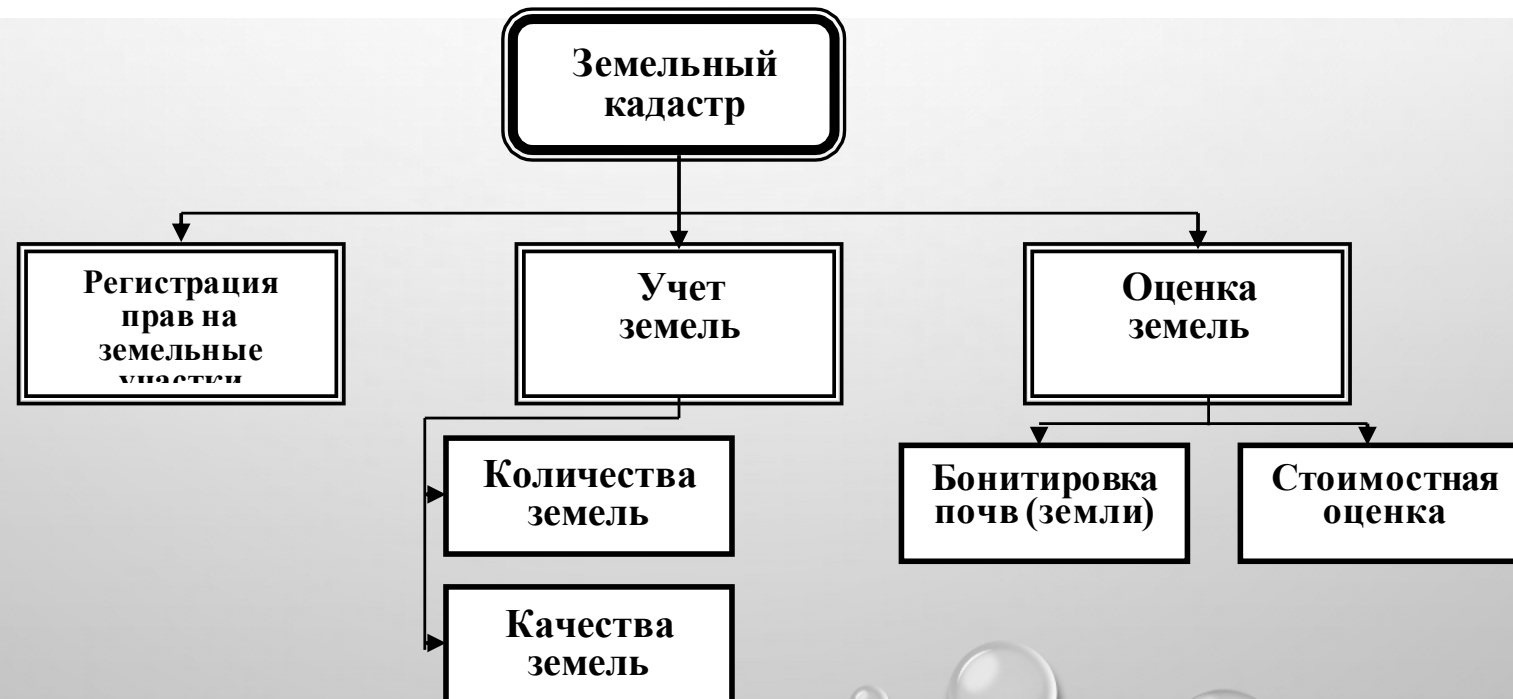 Земельный
кадастр
Регистрация
прав на
земельные
участки
Учет
земель
Оценка
земель
Количества
земель
Качества
земель
Бонитировка
почв (земли)
Стоимостная
оценка